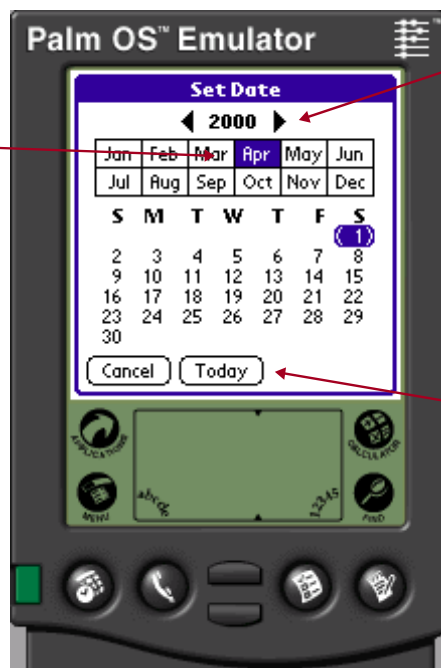 Palm OS™ Emulator
Set Date
2000
Jan Feb Mar Apr May Jun
Jul Aug Sep Oct Nov Dec
S M T W T F S
1
2 3 4 5 6 7 8
9 10 11 12 13 14 15
16 17 18 19 20 21 22
23 24 25 26 27 28 29
30
Cancel Today
APPLICATIONS
CALCULATOR
MENU
abcde
12345
FIND